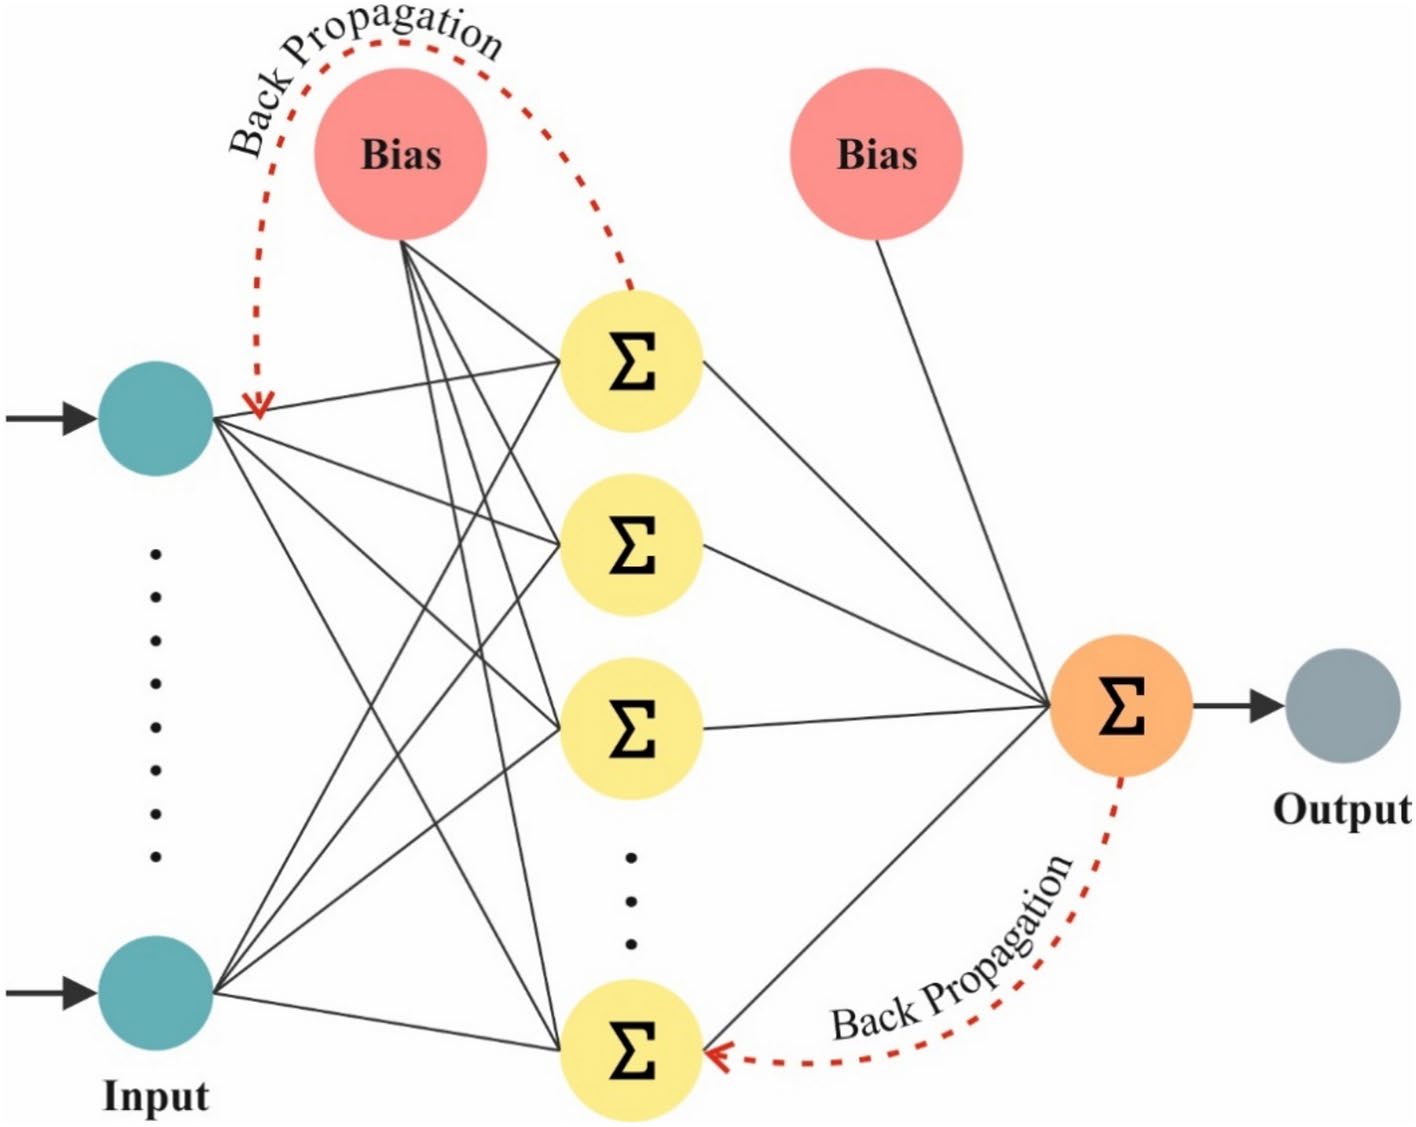 Back Propagation
Bias
Bias
Σ
Σ
Σ
Σ
Output
Back Propagation
Σ
Input